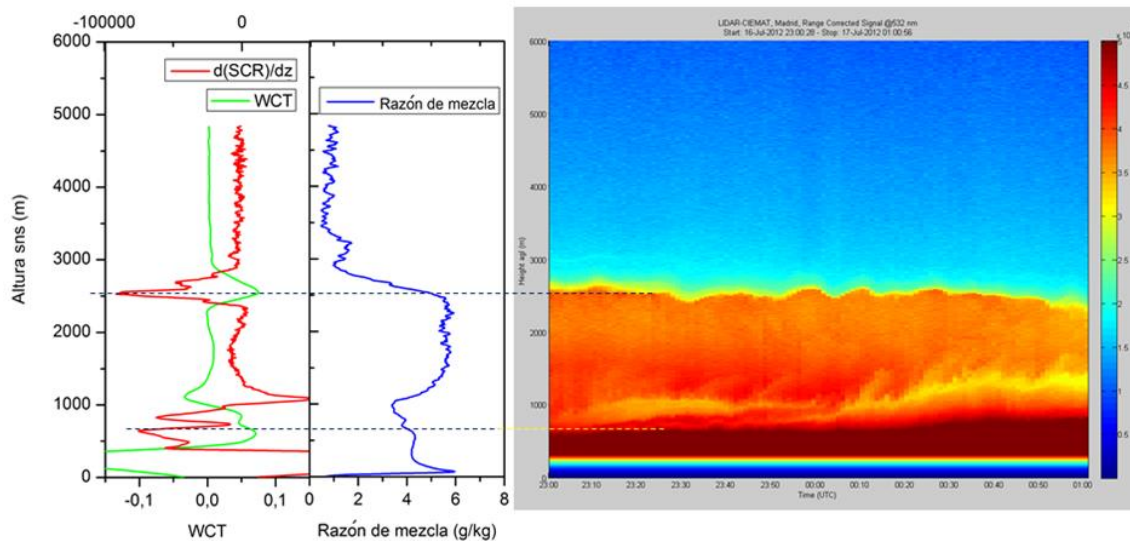 -100000 0
6000
5000
4000
3000
2000
1000
0
Altura sns (m)
d(SCR)/dz
WCT
-0,1 0,0 0,1
WCT
Razón de mezcla
0 2 4 6 8
Razón de mezcla (g/kg)
LIDAR-CIEMAT, Madrid, Range Corrected Signal @532 nm
Start: 16-Jul-2012 23:00:28 - Stop: 17-Jul-2012 01:00:56
6000
5000
4000
3000
2000
1000
0
Height agl (m)
23:00 23:10 23:20 23:30 23:40 23:50 00:00 00:10 00:20 00:30 00:40 00:50 01:00
Time (UTC)
4.5
4
3.5
3
2.5
2
1.5
1
0.5